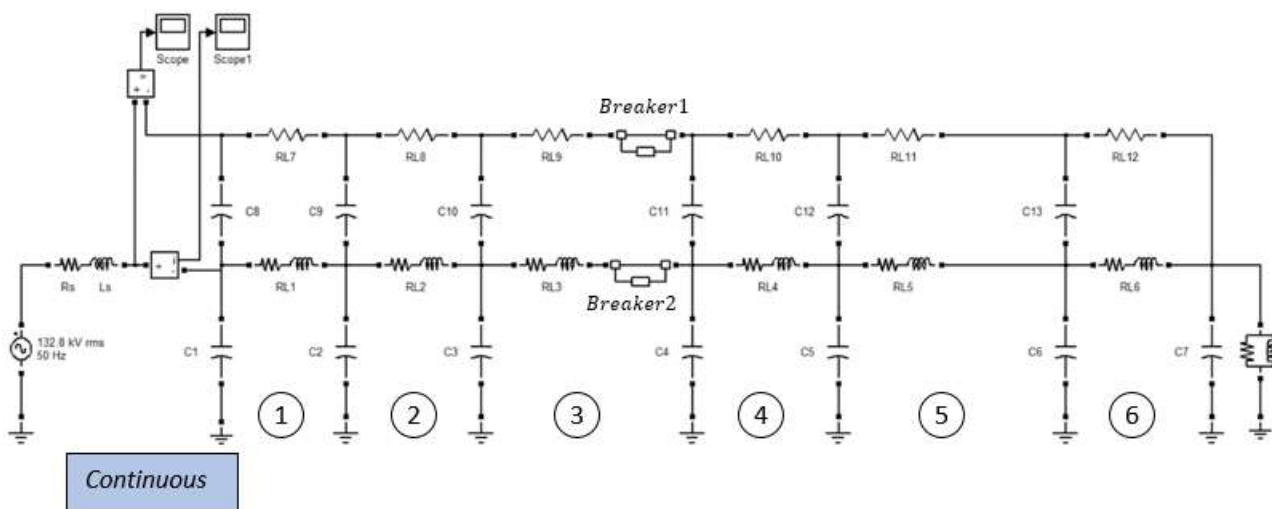 Scope
Scope1
Breaker1
RL7
RL8
RL9
RL10
RL11
RL12
C8
C9
C10
C11
C12
C13
Rs
Ls
RL1
RL2
RL3
Breaker2
RL4
RL5
RL6
132.8 kV rms
50 Hz
C1
C2
C3
C4
C5
C6
C7
1
2
3
4
5
6
Continuous